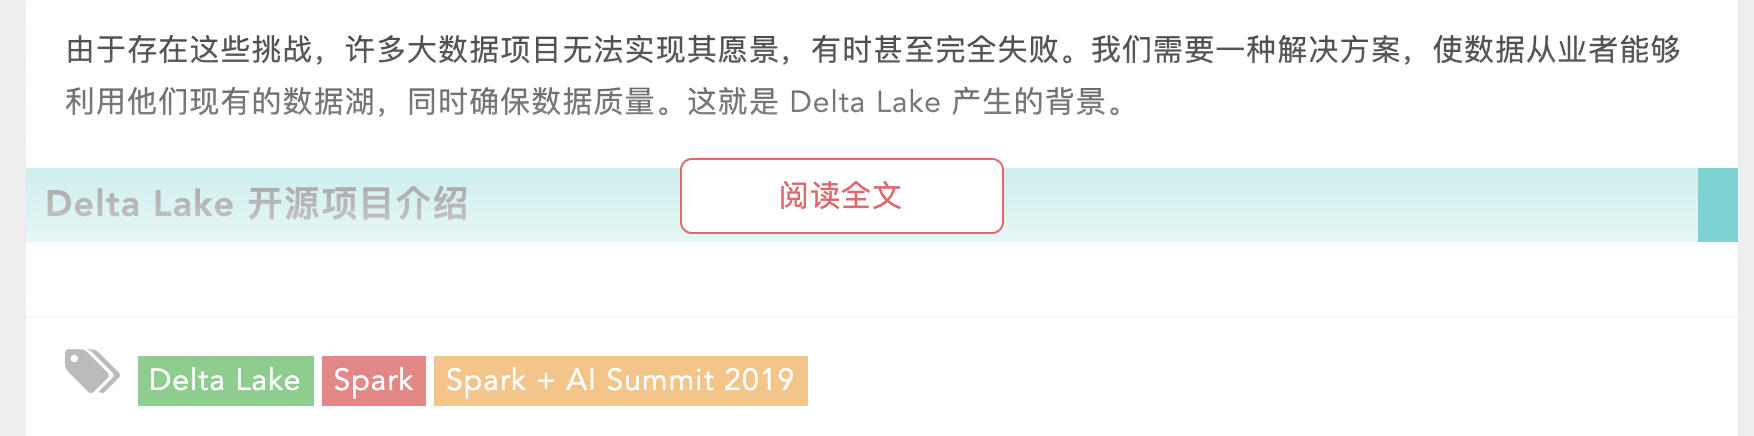 由于存在这些挑战，许多大数据项目无法实现其愿景，有时甚至完全失败。我们需要一种解决方案，使数据从业者能够
利用他们现有的数据湖，同时确保数据质量。这就是 Delta Lake 产生的背景。
Delta Lake 开源项目介绍
阅读全文
Delta Lake
Spark
Spark + AI Summit 2019